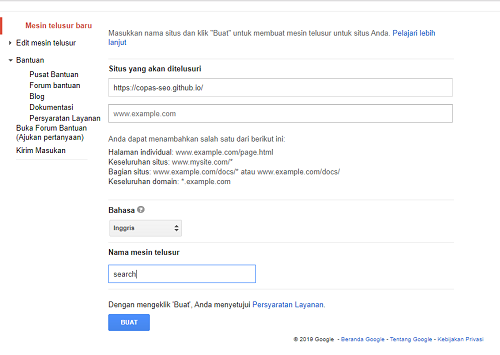 Mesin telusur baru
Edit mesin telusur
Bantuan
Pusat Bantuan
Forum bantuan
Blog
Dokumentasi
Persyaratan Layanan
Buka Forum Bantuan
(Ajukan pertanyaan)
Kirim Masukan
Masukkan nama situs dan klik "Buat" untuk membuat mesin telusur untuk situs Anda. Pelajari lebih
lanjut
Situs yang akan ditelusuri
https://copas-seo.github.io/
www.example.com
Anda dapat menambahkan salah satu dari berikut ini:
Halaman individual: www.example.com/page.html
Keseluruhan situs: www.mysite.com/*
Bagian situs: www.example.com/docs/* atau www.example.com/docs/
Keseluruhan domain: *.example.com
Bahasa ?
Inggris
Nama mesin telusur
search
Dengan mengeklik 'Buat', Anda menyetujui Persyaratan Layanan.
BUAT
© 2019 Google - Beranda Google - Tentang Google - Kebijakan Privasi